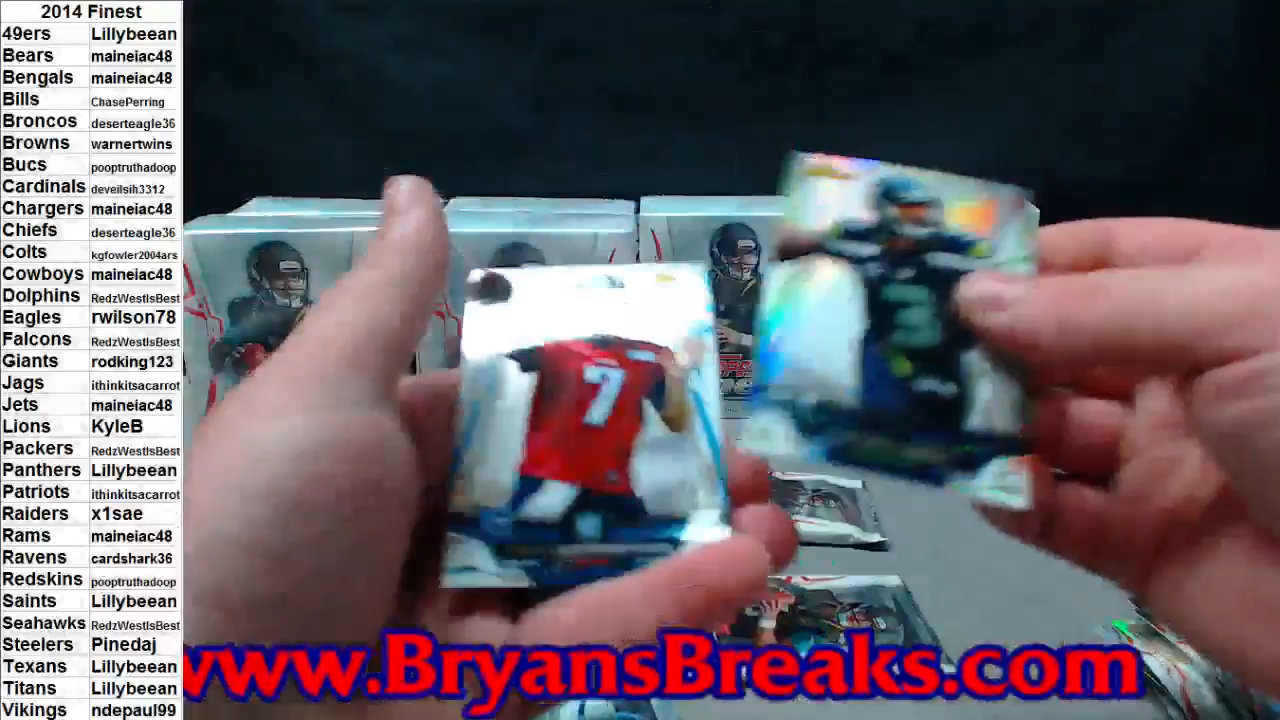 2014 Finest
49ers Lillybeean
Bears maineiac48
Bengals maineiac48
Bills ChasePerring
Broncos deserteagle36
Browns warnertwins
Bucs pooptruthadoop
Cardinals deveilsih3312
Chargers maineiac48
Chiefs deserteagle36
Colts kgfowler2004ars
Cowboys maineiac48
Dolphins RedzWestIsBest
Eagles rwilson78
Falcons RedzWestIsBest
Giants rodking123
Jags ithinkitsacarrot
Jets maineiac48
Lions KyleB
Packers RedzWestIsBest
Panthers Lillybeean
Patriots ithinkitsacarrot
Raiders x1sae
Rams maineiac48
Ravens cardshark36
Redskins pooptruthadoop
Saints Lillybeean
Seahawks RedzWestIsBest
Steelers Pinedaj
Texans Lillybeean
Titans Lillybeean
Vikings ndepaul99
7
3
www.BryansBreaks.com